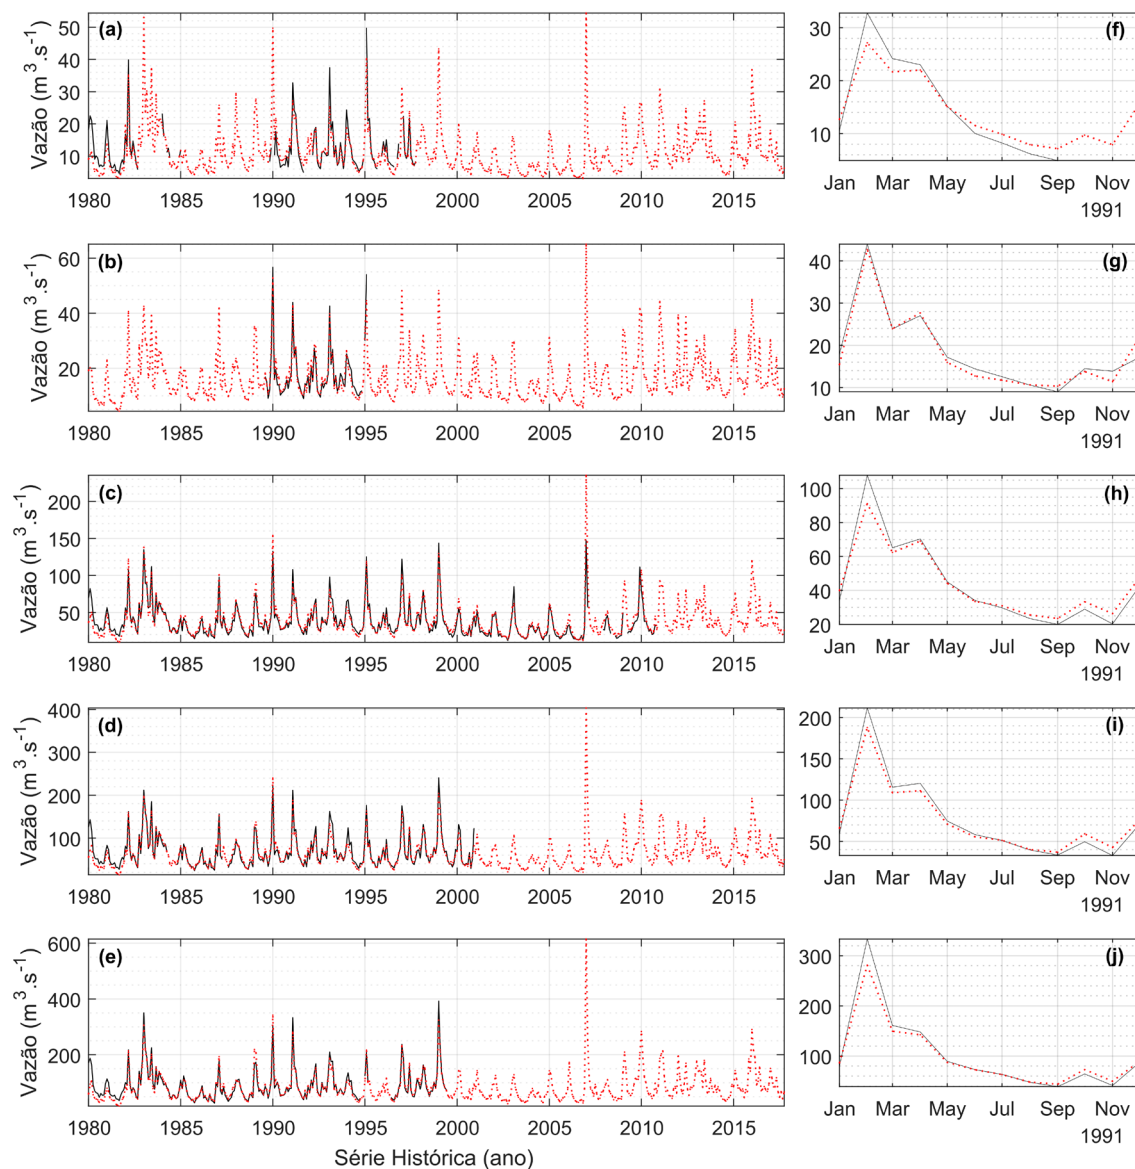 (a)
Vazão (m³.s⁻¹)
50
40
30
20
10
1980 1985 1990 1995 2000 2005 2010 2015
(f)
30
20
10
Jan Mar May Jul Sep Nov
1991
(b)
Vazão (m³.s⁻¹)
60
40
20
1980 1985 1990 1995 2000 2005 2010 2015
(g)
40
30
20
10
Jan Mar May Jul Sep Nov
1991
(c)
Vazão (m³.s⁻¹)
200
150
100
50
1980 1985 1990 1995 2000 2005 2010 2015
(h)
100
80
60
40
20
Jan Mar May Jul Sep Nov
1991
(d)
Vazão (m³.s⁻¹)
400
300
200
100
1980 1985 1990 1995 2000 2005 2010 2015
(i)
200
150
100
50
Jan Mar May Jul Sep Nov
1991
(e)
Vazão (m³.s⁻¹)
600
400
200
1980 1985 1990 1995 2000 2005 2010 2015
Série Histórica (ano)
(j)
300
200
100
Jan Mar May Jul Sep Nov
1991